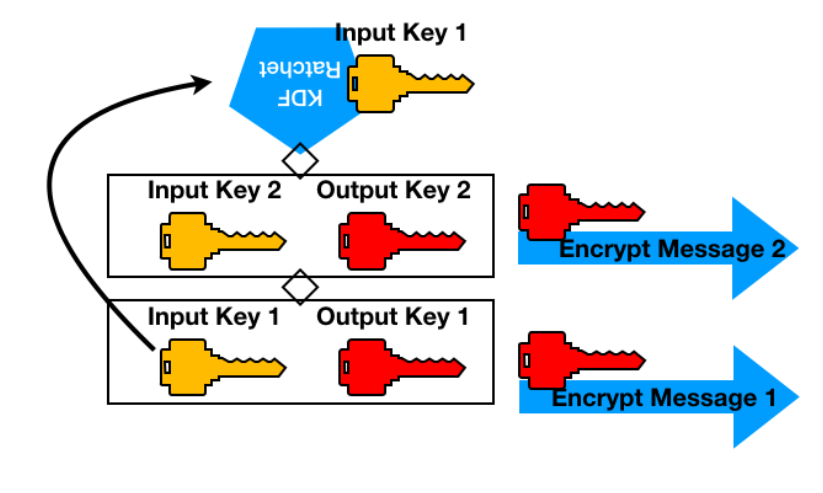 Input Key 1
KDF
Ratchet
Input Key 2 Output Key 2
Encrypt Message 2
Input Key 1 Output Key 1
Encrypt Message 1